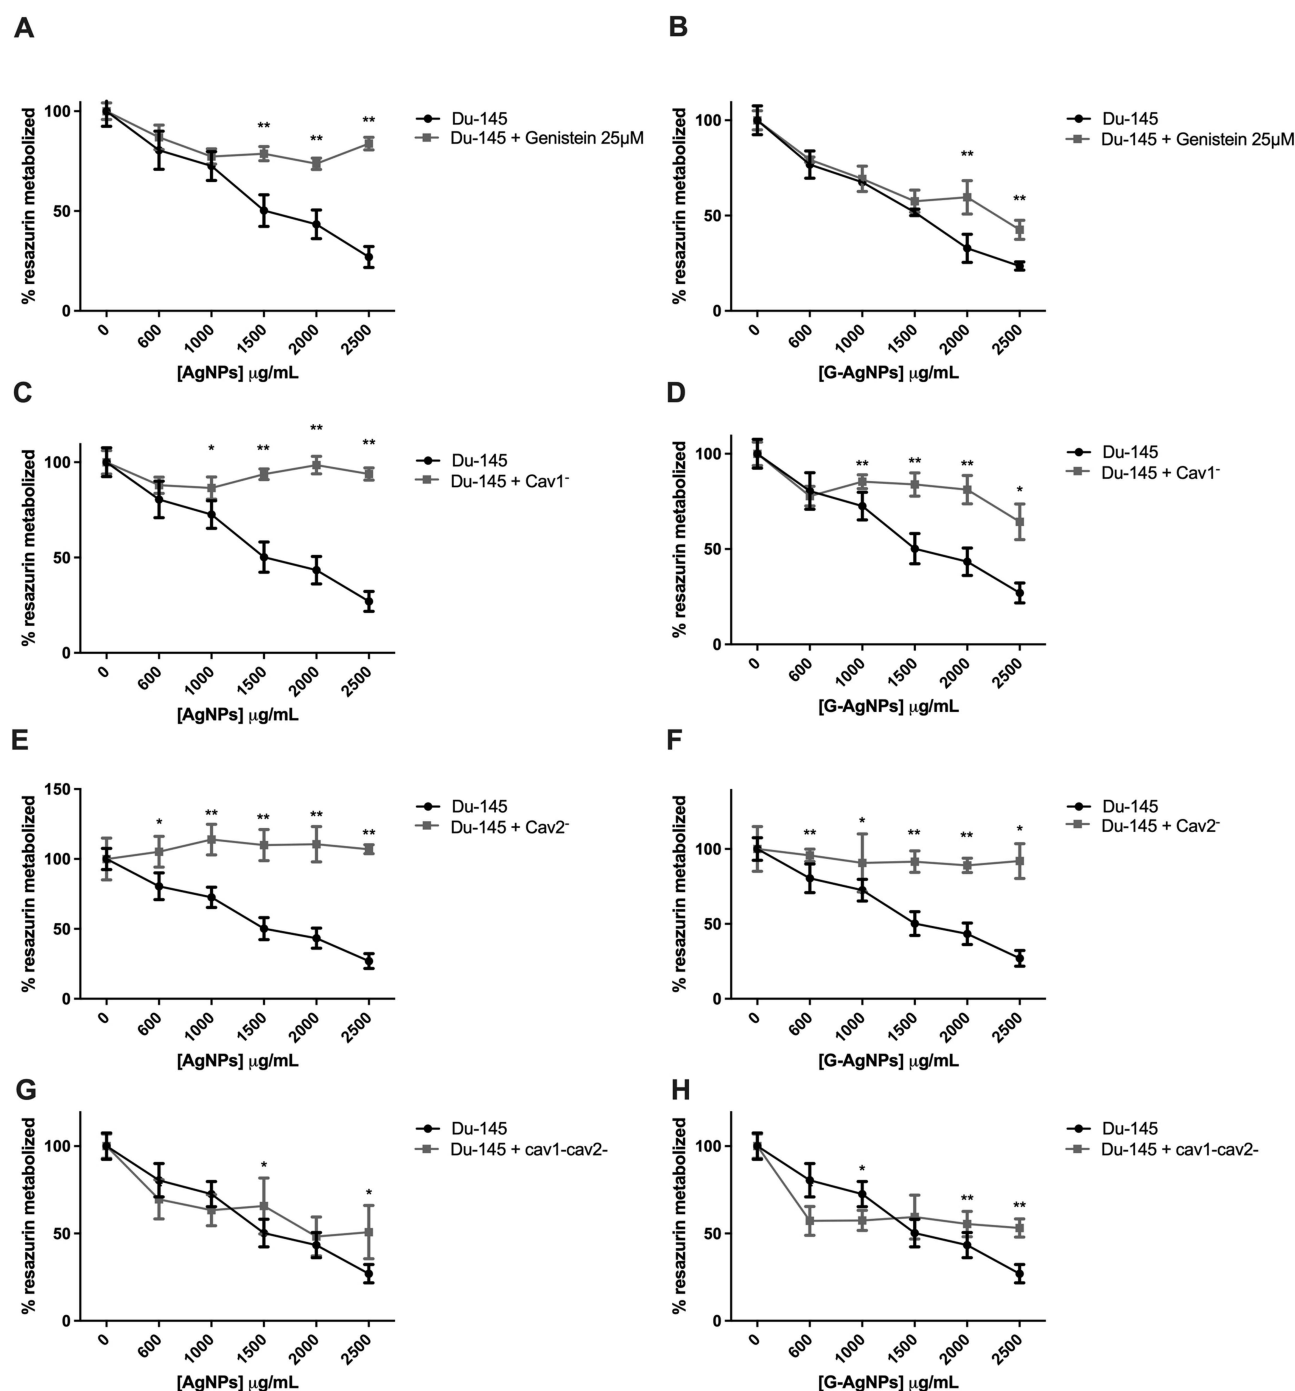 A
% resazurin metabolized
100
50
0
** ** **
Du-145
Du-145 + Genistein 25µM
0 600 1000 1500 2000 2500
[AgNPs] µg/mL
B
% resazurin metabolized
100
50
0
** **
Du-145
Du-145 + Genistein 25µM
0 600 1000 1500 2000 2500
[G-AgNPs] µg/mL
C
% resazurin metabolized
100
50
0
* ** ** **
Du-145
Du-145 + Cav1⁻
0 600 1000 1500 2000 2500
[AgNPs] µg/mL
D
% resazurin metabolized
100
50
0
** ** ** *
Du-145
Du-145 + Cav1⁻
0 600 1000 1500 2000 2500
[G-AgNPs] µg/mL
E
% resazurin metabolized
150
100
50
0
* ** ** ** **
Du-145
Du-145 + Cav2⁻
0 600 1000 1500 2000 2500
[AgNPs] µg/mL
F
% resazurin metabolized
100
50
0
** * ** ** *
Du-145
Du-145 + Cav2⁻
0 600 1000 1500 2000 2500
[G-AgNPs] µg/mL
G
% resazurin metabolized
100
50
0
* *
Du-145
Du-145 + cav1-cav2-
0 600 1000 1500 2000 2500
[AgNPs] µg/mL
H
% resazurin metabolized
100
50
0
* ** **
Du-145
Du-145 + cav1-cav2-
0 600 1000 1500 2000 2500
[G-AgNPs] µg/mL